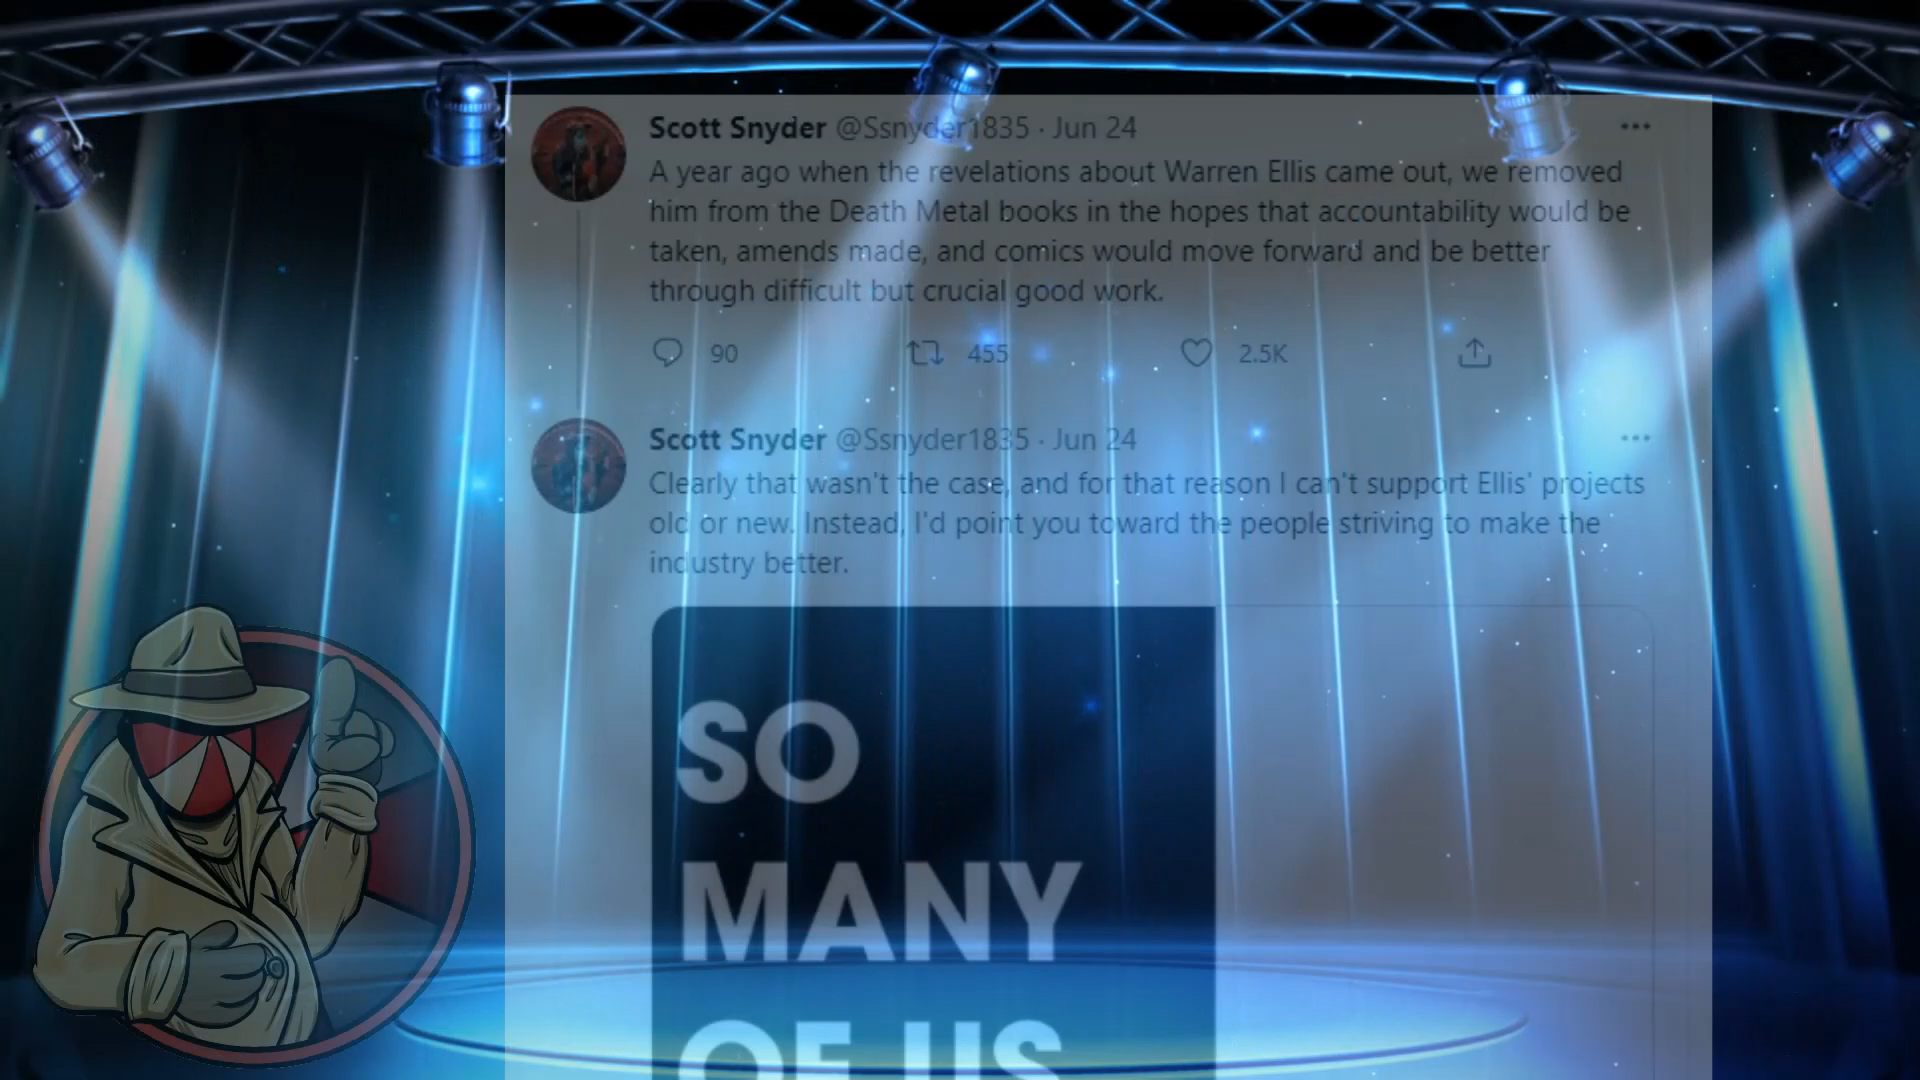 Scott Snyder @Ssnyder1835 · Jun 24
A year ago when the revelations about Warren Ellis came out, we removed
him from the Death Metal books in the hopes that accountability would be
taken, amends made, and comics would move forward and be better
through difficult but crucial good work.
90 455 2.5K
Scott Snyder @Ssnyder1835 · Jun 24
Clearly that wasn't the case, and for that reason I can't support Ellis' projects
old or new. Instead, I'd point you toward the people striving to make the
industry better.
SO
MANY
OF US